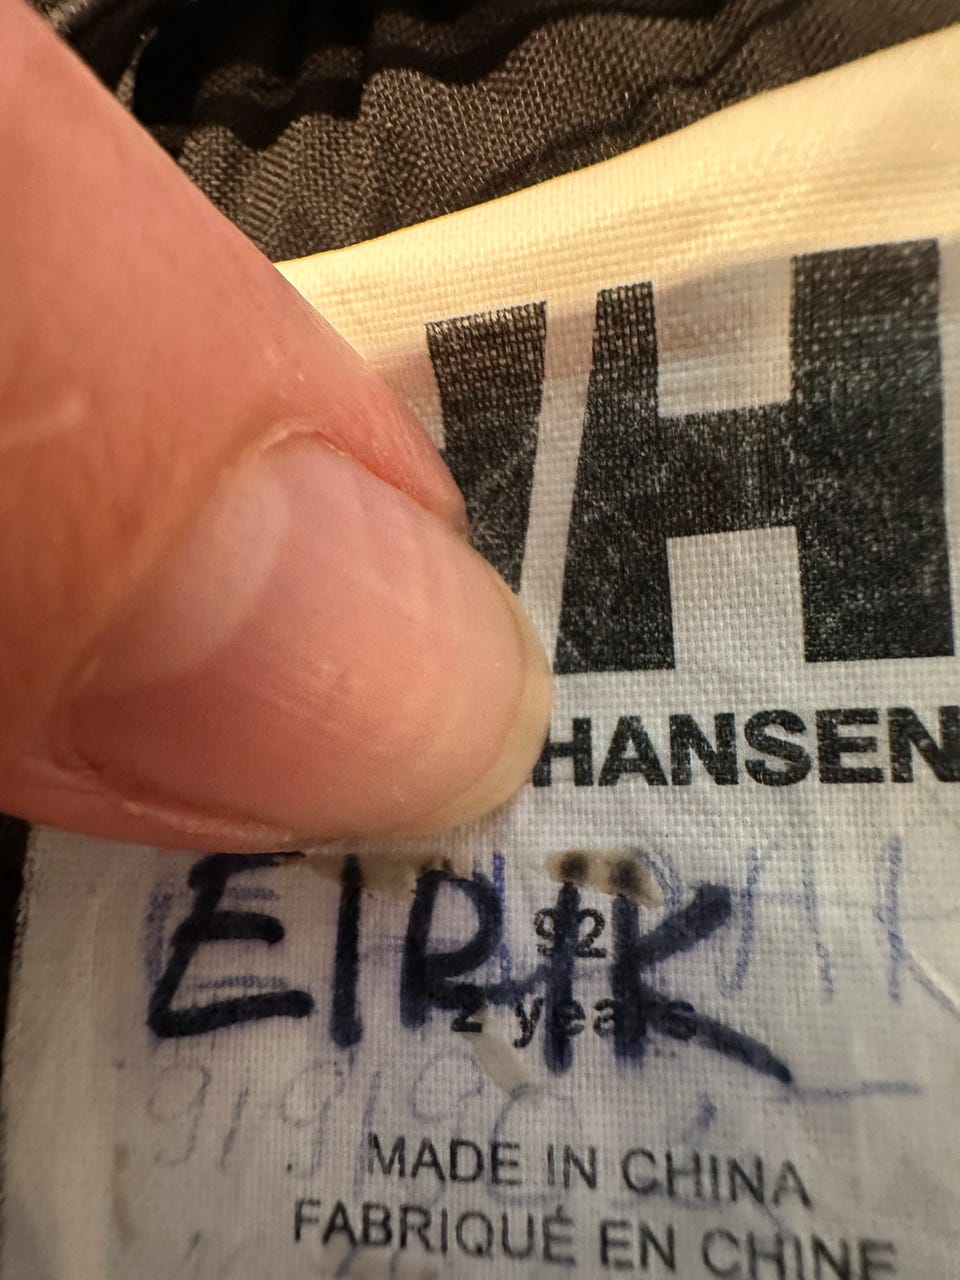 HH
HANSEN
EIRIK
92
2 years
MADE IN CHINA
FABRIQUÉ EN CHINE